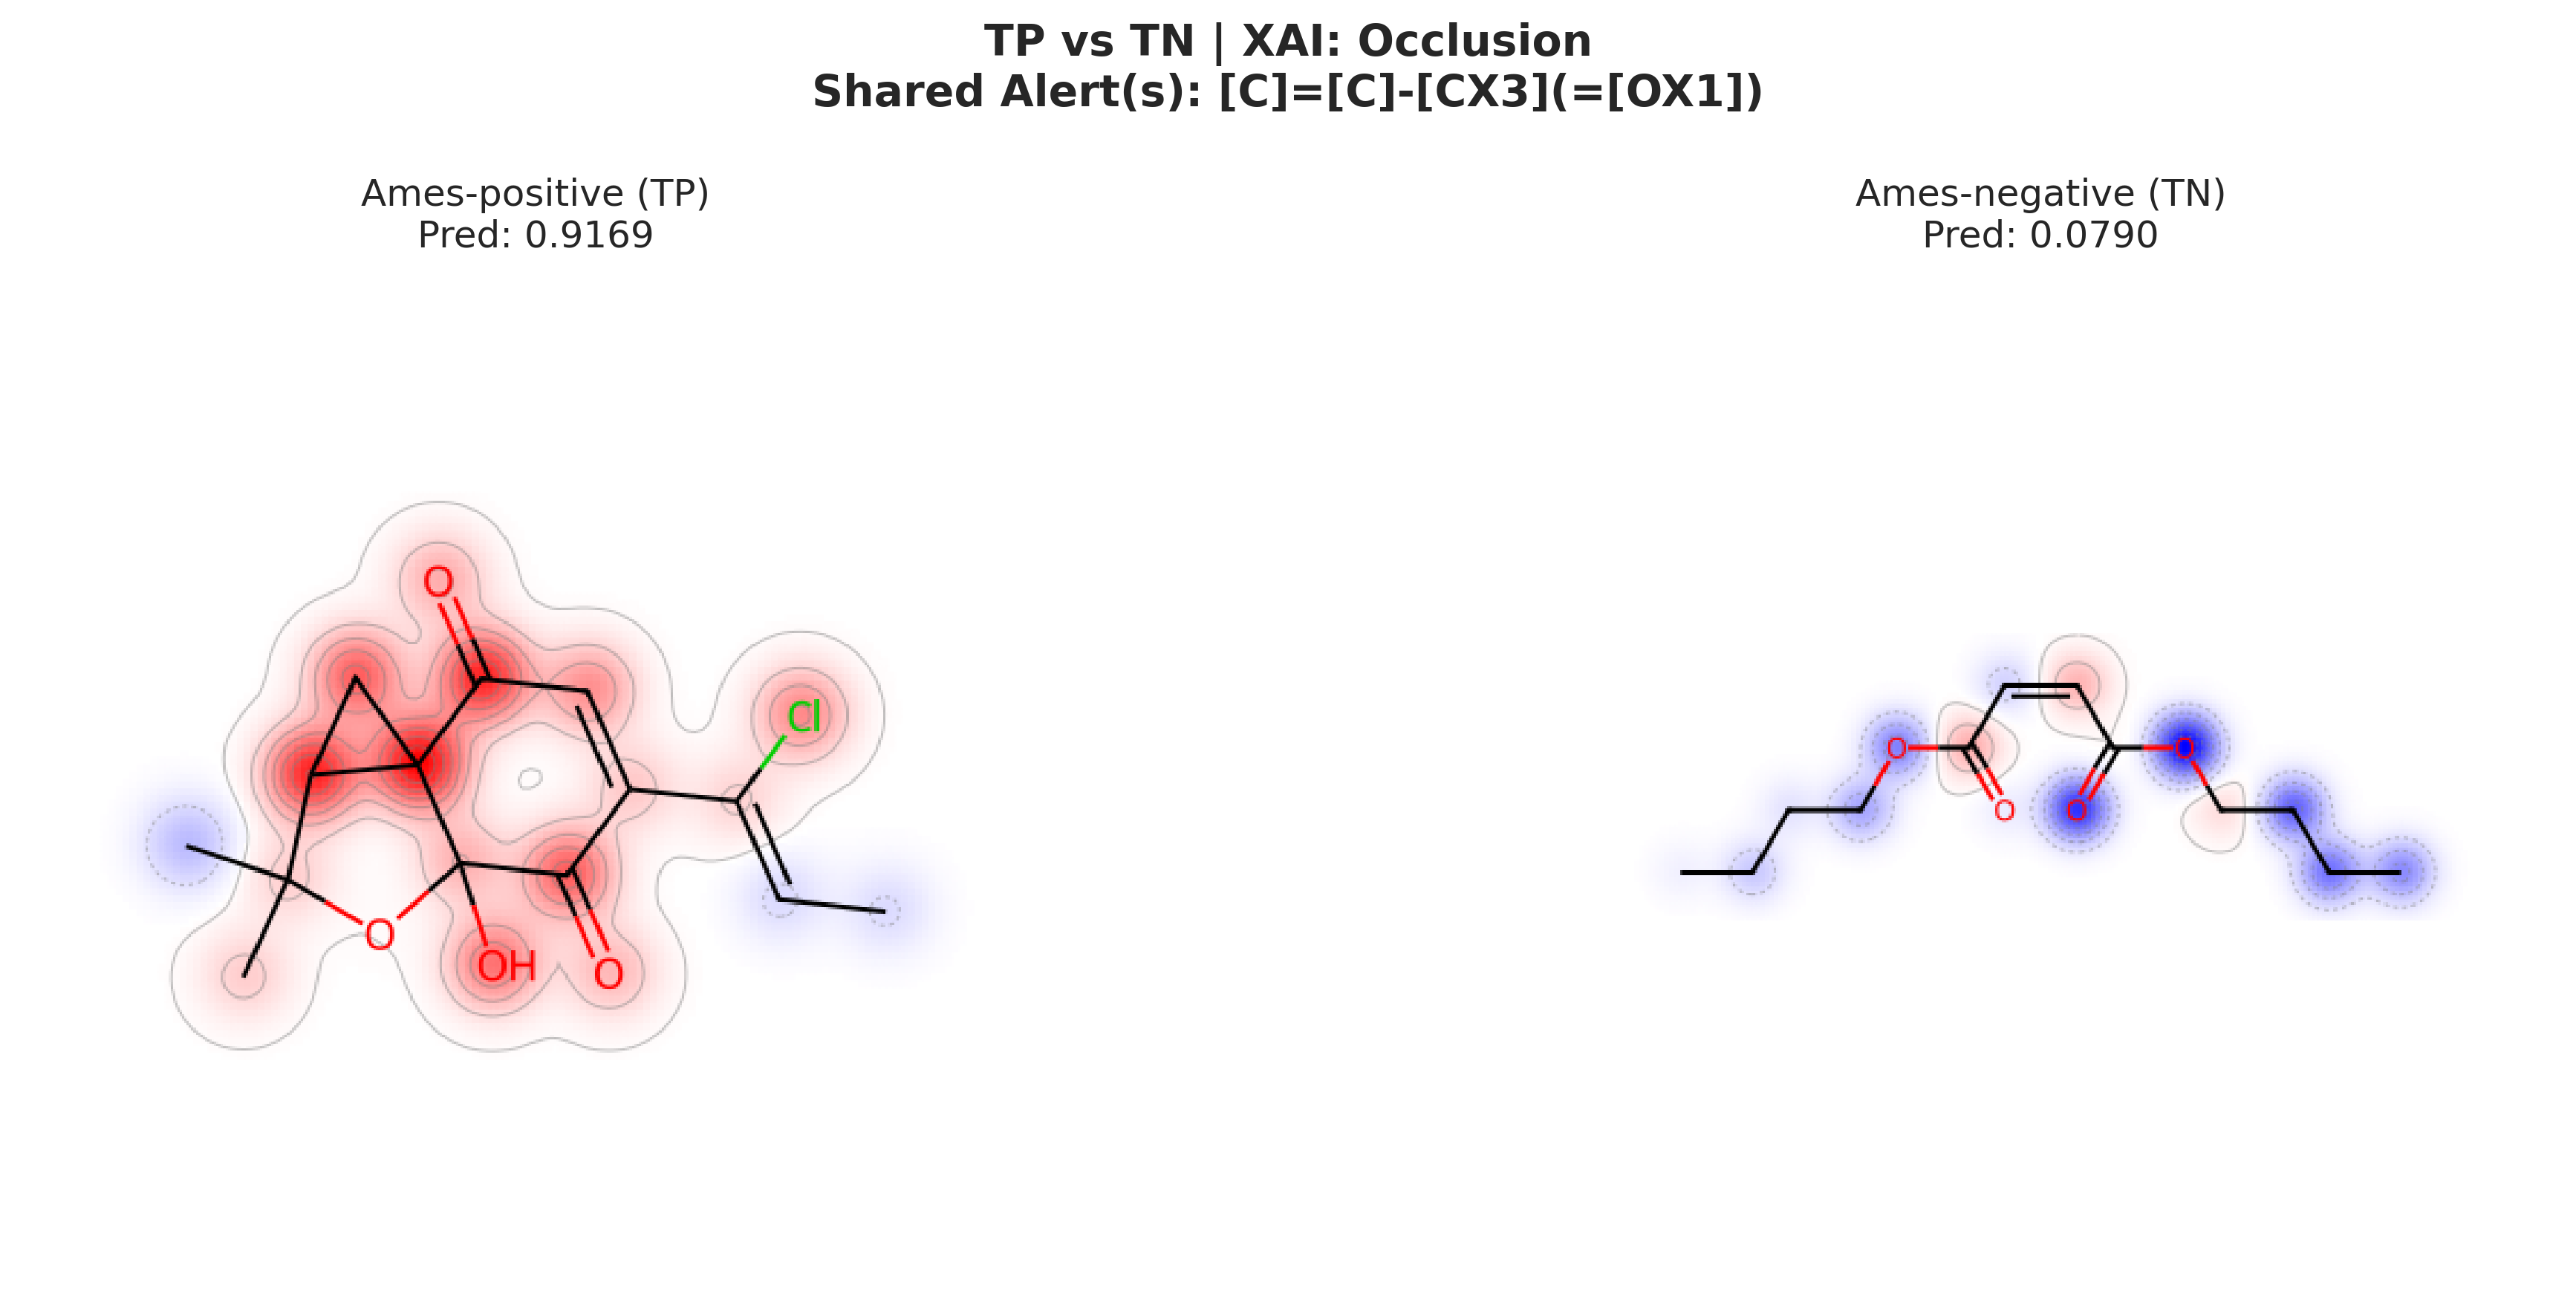 TP vs TN | XAI: Occlusion
Shared Alert(s): [C]=[C]-[CX3](=[OX1])
Ames-positive (TP)
Pred: 0.9169
Ames-negative (TN)
Pred: 0.0790
O
Cl
O
OH
O
O
O
O
O